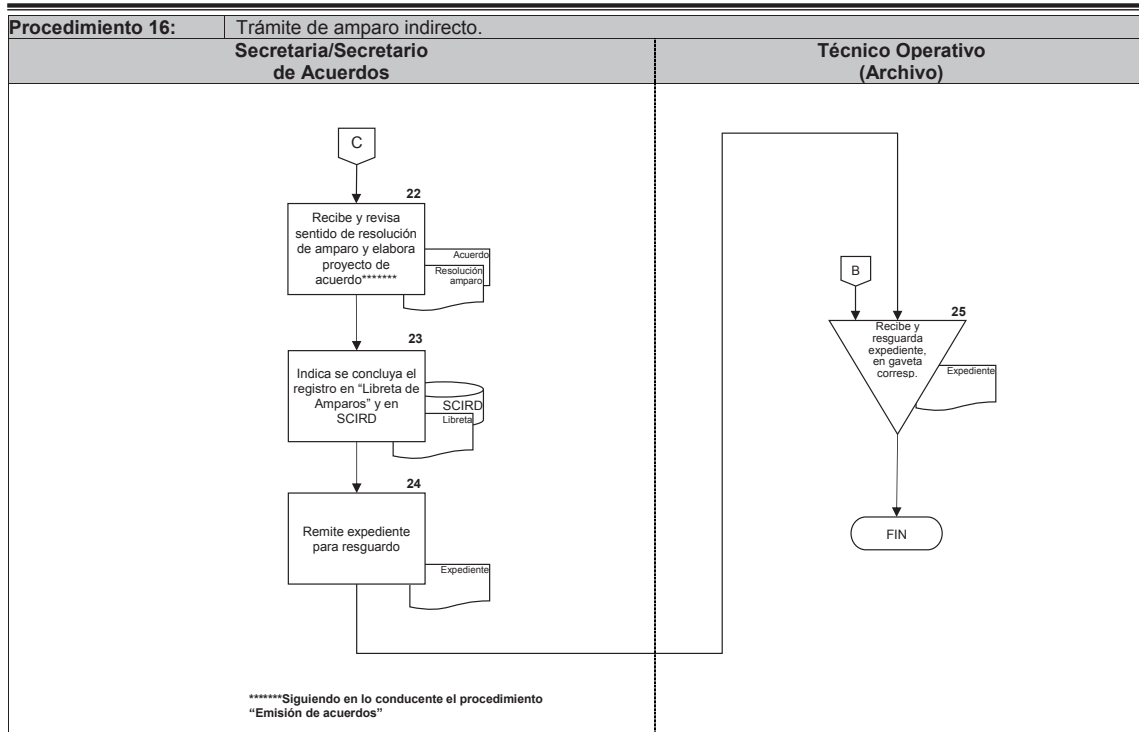 Procedimiento 16: Trámite de amparo indirecto.
Secretaria/Secretario
de Acuerdos
Técnico Operativo
(Archivo)
C
22
Recibe y revisa
sentido de resolución
de amparo y elabora
proyecto de
acuerdo*******
Acuerdo
Resolución
amparo
23
Indica se concluya el
registro en “Libreta de
Amparos” y en
SCIRD
SCIRD
Libreta
24
Remite expediente
para resguardo
Expediente
*******Siguiendo en lo conducente el procedimiento
“Emisión de acuerdos”
B
25
Recibe y
resguarda
expediente,
en gaveta
corresp.
Expediente
FIN